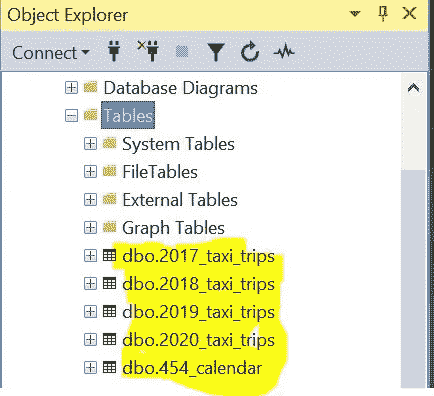 Object Explorer
Connect
Database Diagrams
Tables
System Tables
FileTables
External Tables
Graph Tables
dbo.2017_taxi_trips
dbo.2018_taxi_trips
dbo.2019_taxi_trips
dbo.2020_taxi_trips
dbo.454_calendar